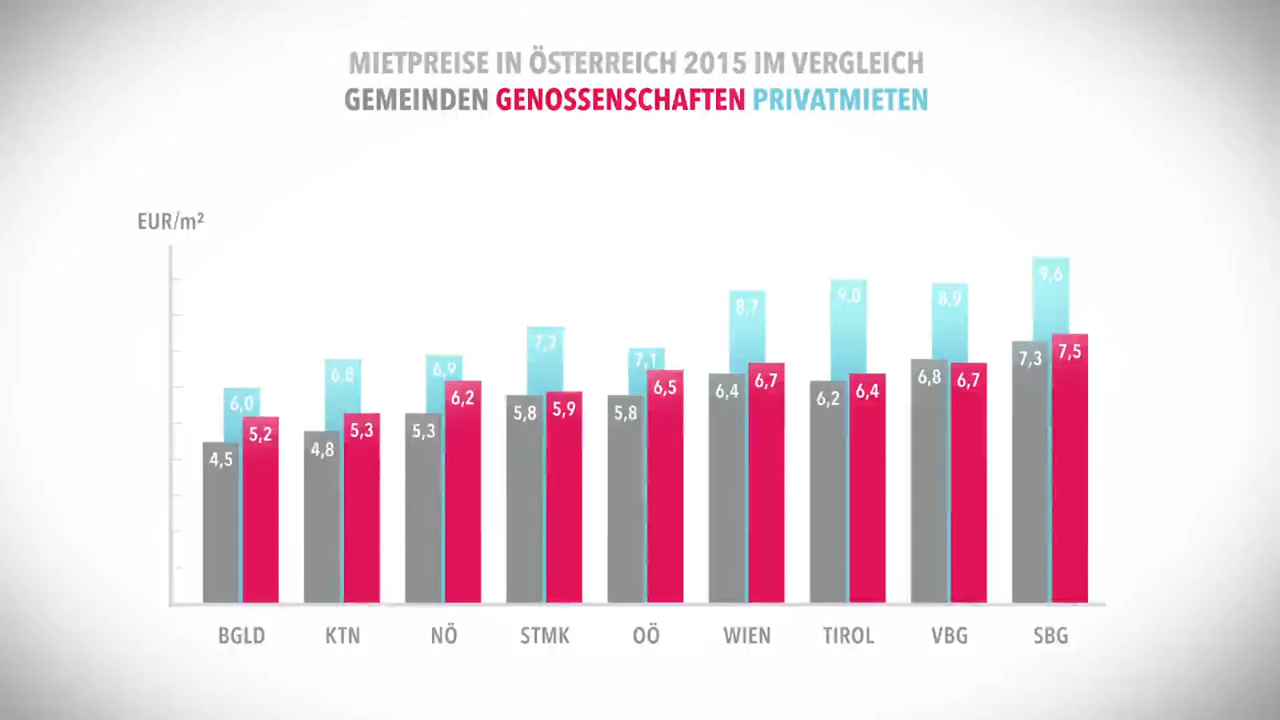 MIETPREISE IN ÖSTERREICH 2015 IM VERGLEICH
GEMEINDEN GENOSSENSCHAFTEN PRIVATMIETEN
EUR/m²
4,5 6,0 5,2
4,8 6,8 5,3
5,3 6,9 6,2
5,8 7,7 5,9
5,8 7,1 6,5
6,4 8,7 6,7
6,2 9,0 6,4
6,8 8,9 6,7
7,3 9,6 7,5
BGLD KTN NÖ STMK OÖ WIEN TIROL VBG SBG